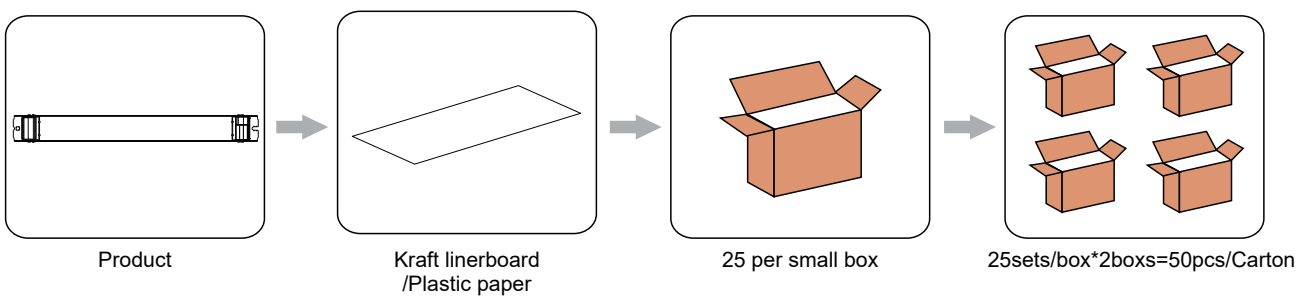 Product
Kraft linerboard
/Plastic paper
25 per small box
25sets/box*2boxs=50pcs/Carton